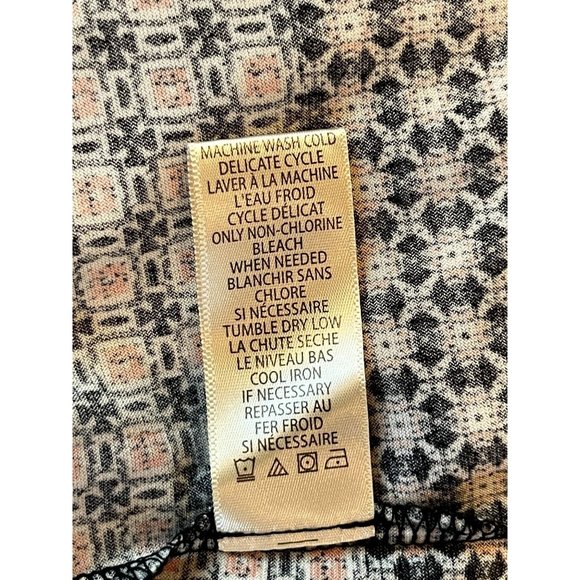 MACHINE WASH COLD
DELICATE CYCLE
LAVER À LA MACHINE
L'EAU FROID
CYCLE DÉLICAT
ONLY NON-CHLORINE
BLEACH
WHEN NEEDED
BLANCHIR SANS
CHLORE
SI NÉCESSAIRE
TUMBLE DRY LOW
LA CHUTE SECHE
LE NIVEAU BAS
COOL IRON
IF NECESSARY
REPASSER AU
FER FROID
SI NÉCESSAIRE